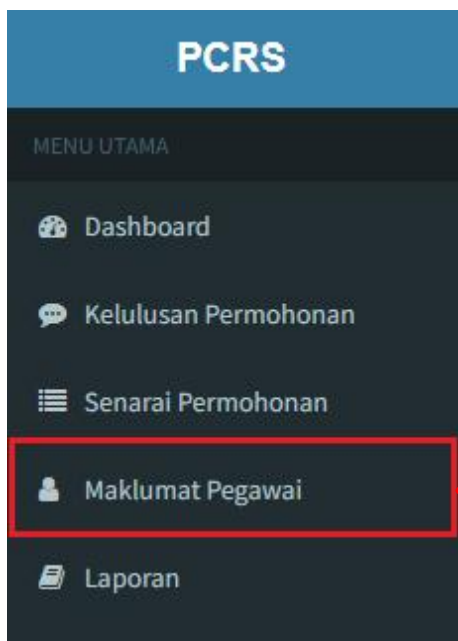 PCRS
MENU UTAMA
Dashboard
Kelulusan Permohonan
Senarai Permohonan
Maklumat Pegawai
Laporan